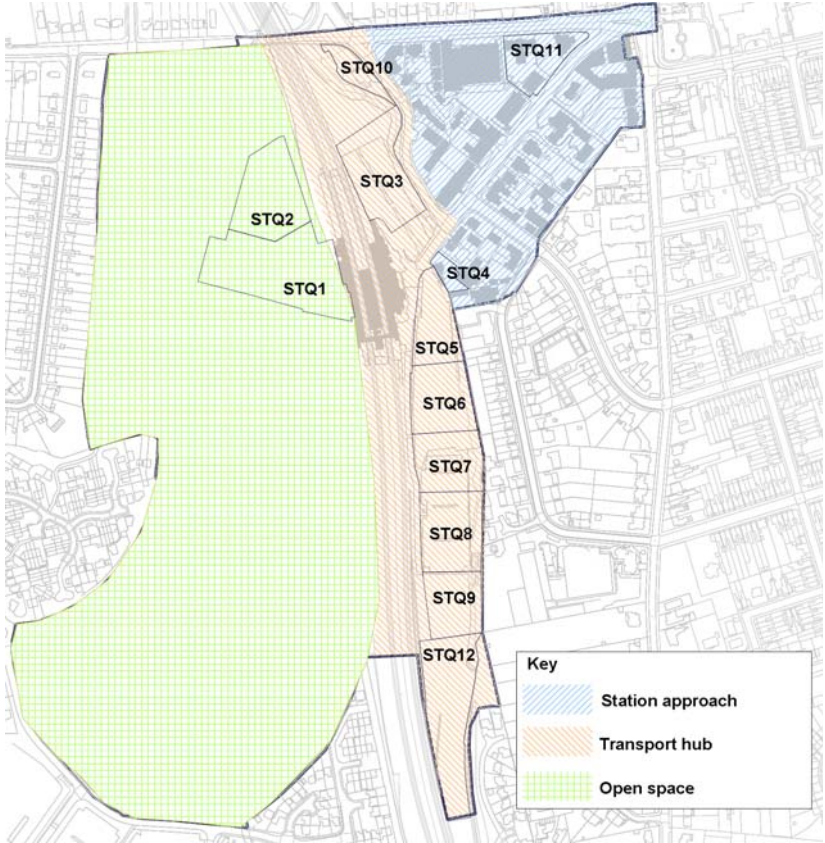 STQ10
STQ11
STQ3
STQ2
STQ4
STQ1
STQ5
STQ6
STQ7
STQ8
STQ9
STQ12
Key
Station approach
Transport hub
Open space